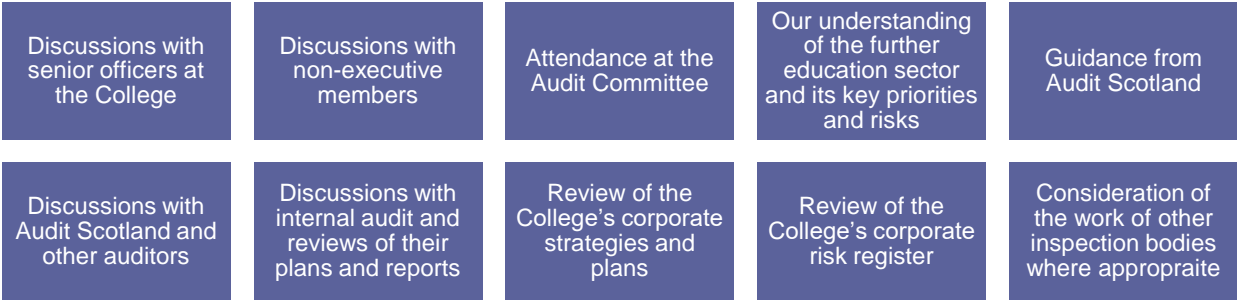 Discussions with
senior officers at
the College
Discussions with
non-executive
members
Attendance at the
Audit Committee
Our understanding
of the further
education sector
and its key priorities
and risks
Guidance from
Audit Scotland
Discussions with
Audit Scotland and
other auditors
Discussions with
internal audit and
reviews of their
plans and reports
Review of the
College's corporate
strategies and
plans
Review of the
College's corporate
risk register
Consideration of
the work of other
inspection bodies
where appropraite